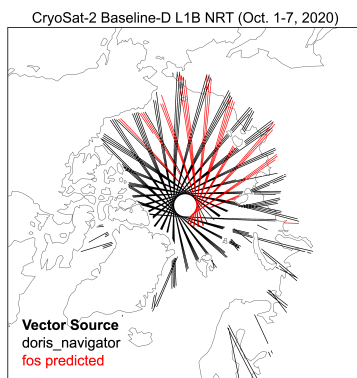 CryoSat-2 Baseline-D L1B NRT (Oct. 1-7, 2020)
Vector Source
doris_navigator
fos predicted